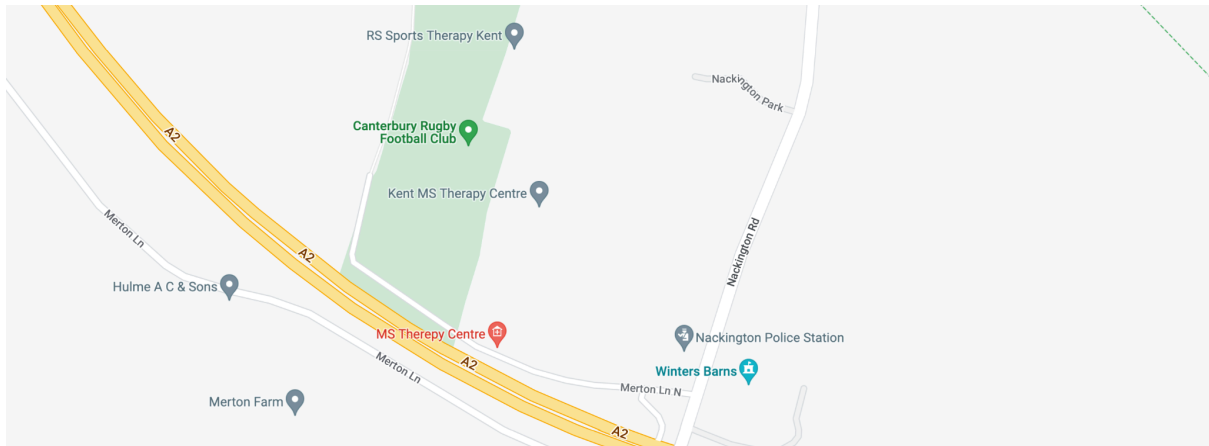 RS Sports Therapy Kent
Nackington Park
A2
Canterbury Rugby
Football Club
Kent MS Therapy Centre
Merton Ln
Nackington Rd
A2
Hulme A C & Sons
MS Therepy Centre
Nackington Police Station
Merton Ln
A2
Winters Barns
Merton Ln N
Merton Farm
A2